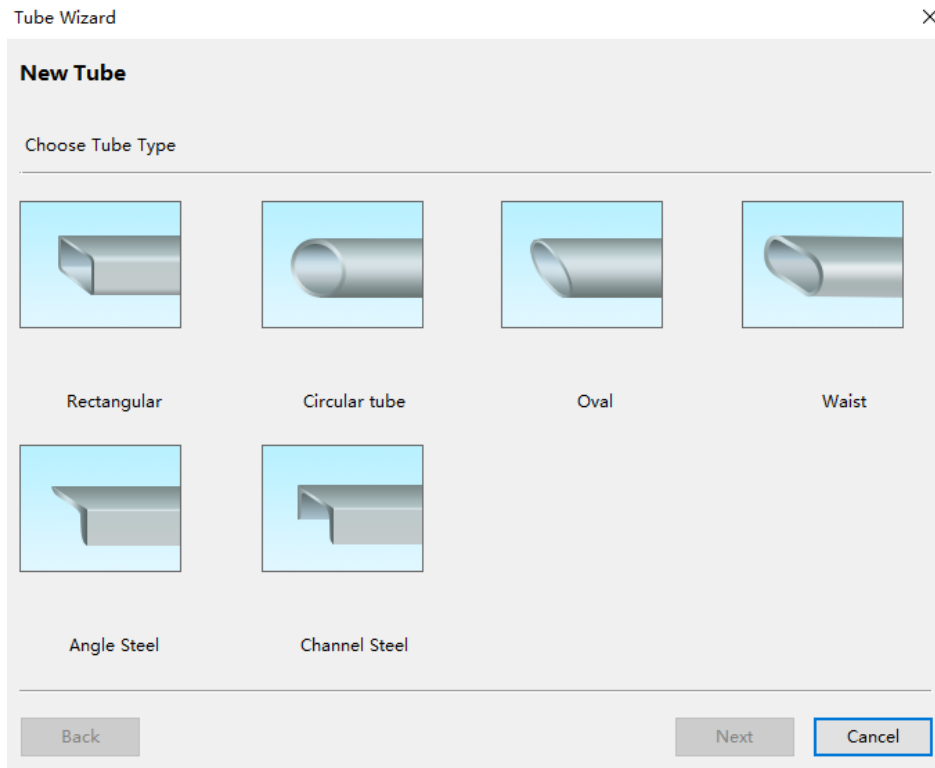 Tube Wizard
New Tube
Choose Tube Type
Rectangular
Circular tube
Oval
Waist
Angle Steel
Channel Steel
Back
Next
Cancel